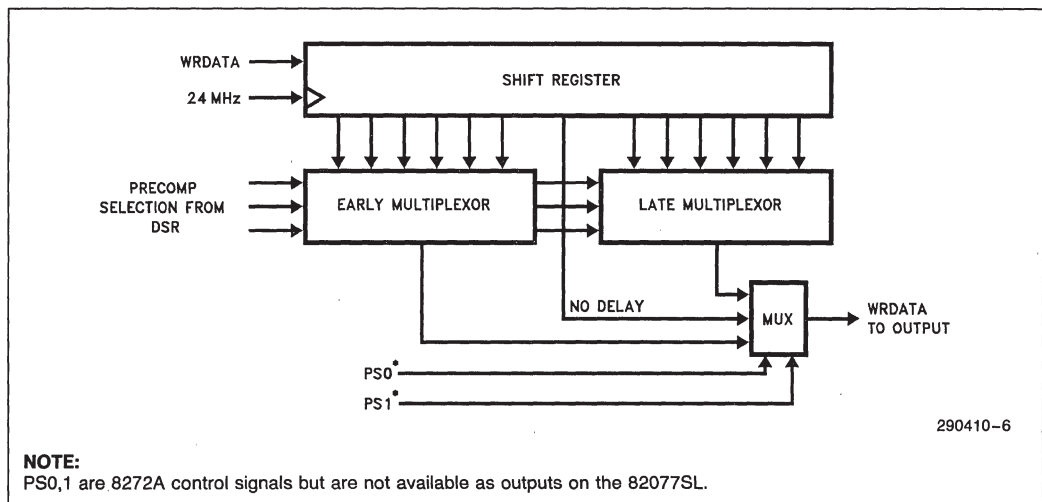 WRDATA
24 MHz
SHIFT REGISTER
PRECOMP
SELECTION FROM
DSR
EARLY MULTIPLEXOR
LATE MULTIPLEXOR
NO DELAY
MUX
WRDATA
TO OUTPUT
PS0*
PS1*
290410-6
NOTE:
PS0,1 are 8272A control signals but are not available as outputs on the 82077SL.